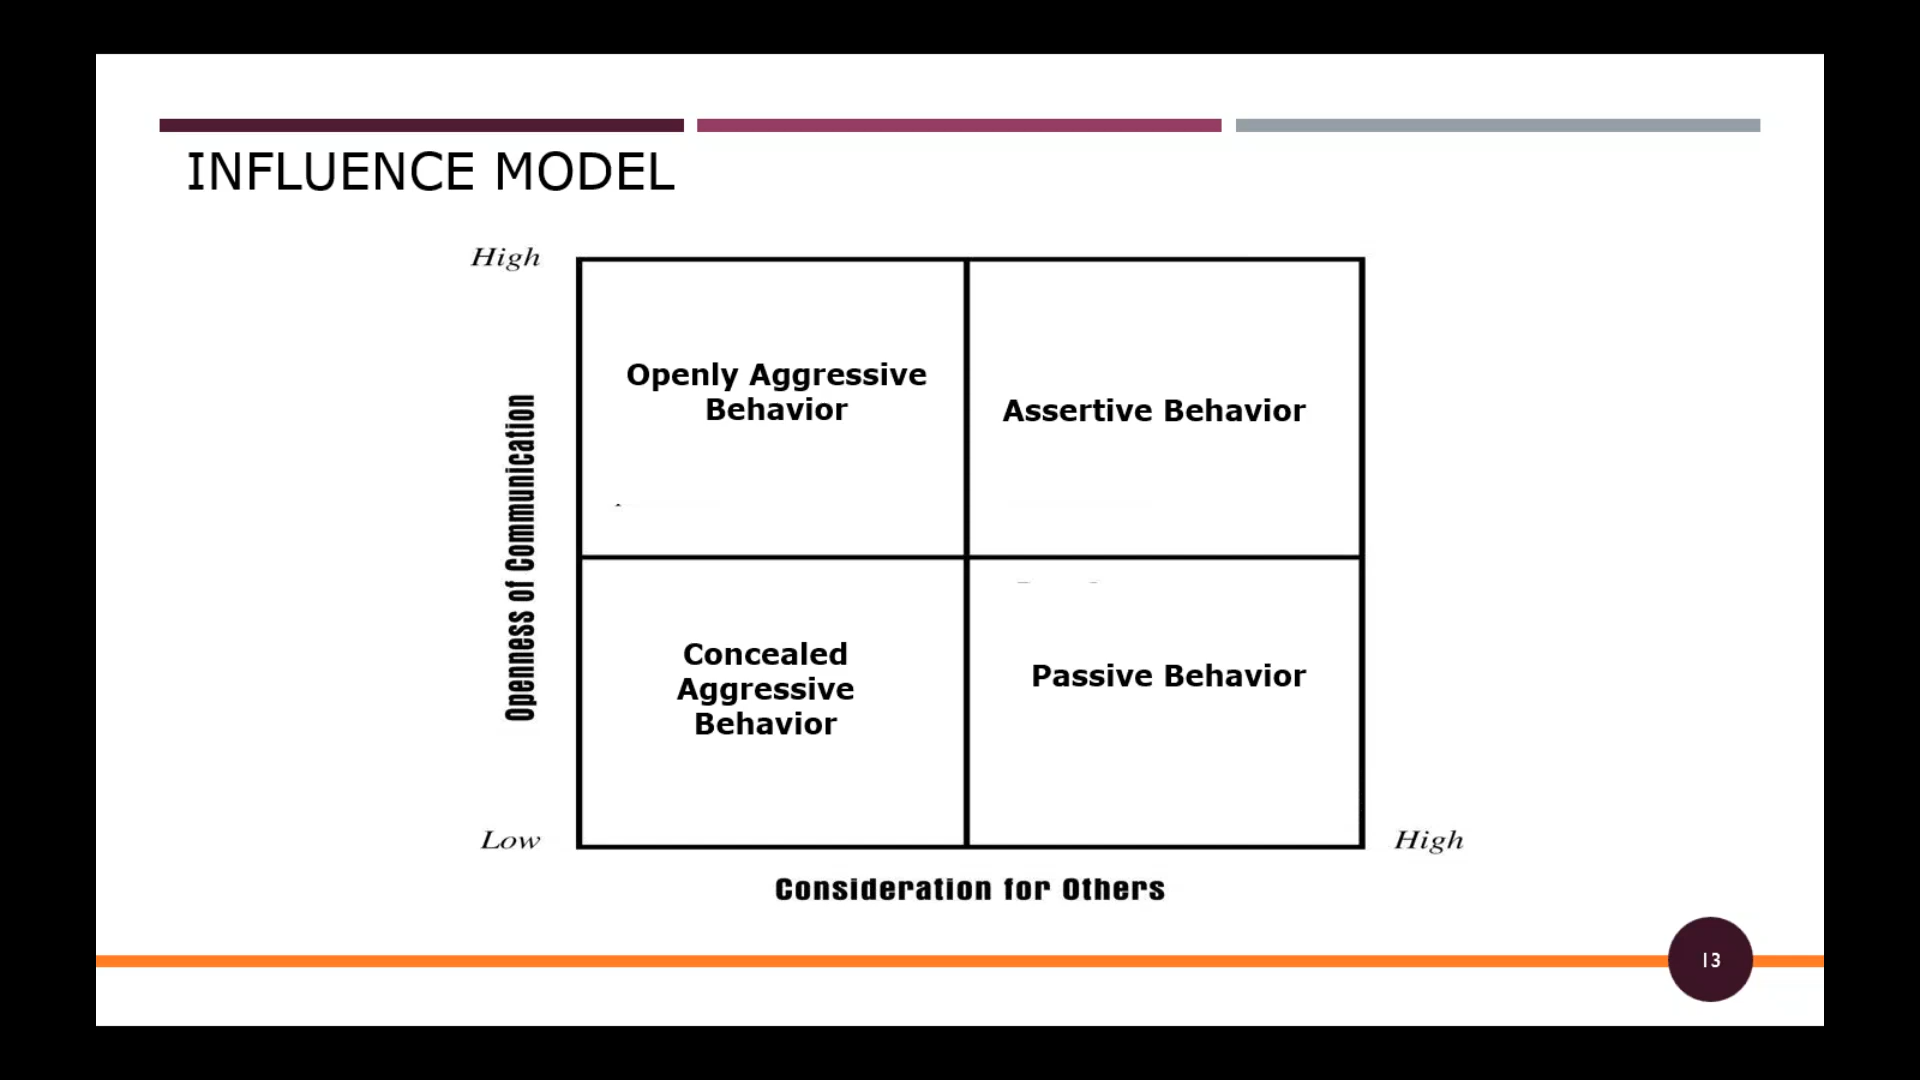 INFLUENCE MODEL
High
Openly Aggressive
Behavior
Assertive Behavior
Openness of Communication
Concealed
Aggressive
Behavior
Passive Behavior
Low
High
Consideration for Others
13